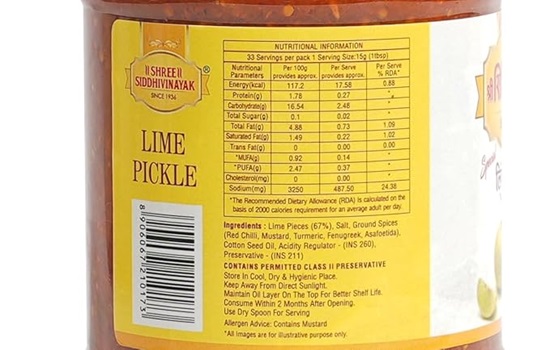 || SHREE ||
SIDDHIVINAYAK
®
SINCE 1936
LIME
PICKLE
8906067210173
NUTRITIONAL INFORMATION
33 Servings per pack 1 Serving Size:15g (1tbsp)
Nutritional Parameters Per 100g provides approx. Per Serve provides approx. Per Serve % RDA*
Energy(kcal) 117.2 17.58 0.88
Protein(g) 1.78 0.27 *
Carbohydrate(g) 16.54 2.48 *
Total Sugar(g) 0.1 0.02 *
Total Fat(g) 4.88 0.73 1.09
Saturated Fat(g) 1.49 0.22 1.02
Trans Fat(g) 0 0.00 0.00
*MUFA(g) 0.92 0.14 *
*PUFA(g) 2.47 0.37 *
Cholesterol(mg) 0 0.00 *
Sodium(mg) 3250 487.50 24.38
*The Recommended Dietary Allowance (RDA) is calculated on the
basis of 2000 calories requirement for an average adult per day.
Ingredients : Lime Pieces (67%), Salt, Ground Spices
(Red Chilli, Mustard, Turmeric, Fenugreek, Asafoetida),
Cotton Seed Oil, Acidity Regulator - (INS 260),
Preservative - (INS 211)
CONTAINS PERMITTED CLASS II PRESERVATIVE
Store In Cool, Dry & Hygienic Place.
Keep Away From Direct Sunlight.
Maintain Oil Layer On The Top For Better Shelf Life.
Consume Within 2 Months After Opening.
Use Dry Spoon For Serving
Allergen Advice: Contains Mustard
*All Images are for illustrative purpose only.
श्री